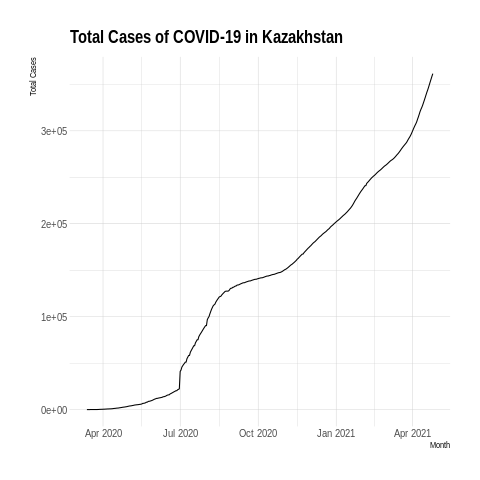 Total Cases of COVID-19 in Kazakhstan
Total Cases
3e+05
2e+05
1e+05
0e+00
Apr 2020 Jul 2020 Oct 2020 Jan 2021 Apr 2021
Month